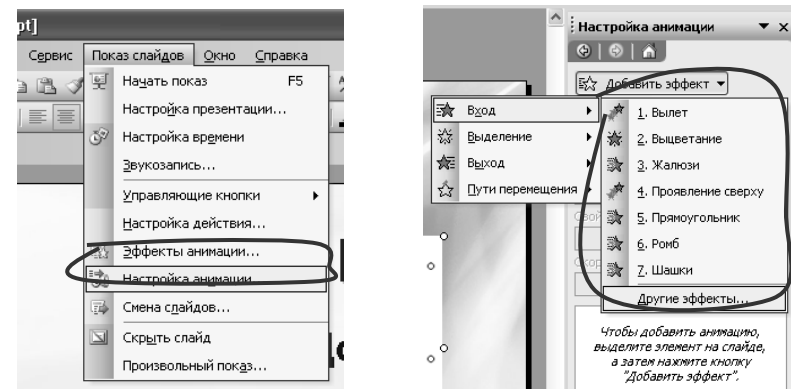 pt]
Сервис Показ слайдов Окно Справка
Начать показ F5
Настройка презентации...
Настройка времени
Звукозапись...
Управляющие кнопки
Настройка действия...
Эффекты анимации...
Настройка анимации...
Смена слайдов...
Скрыть слайд
Произвольный показ...
Настройка анимации
Добавить эффект
Вход
Выделение
Выход
Пути перемещения
1. Вылет
2. Выцветание
3. Жалюзи
4. Проявление сверху
5. Прямоугольник
6. Ромб
7. Шашки
Другие эффекты...
Свой
Скор
Чтобы добавить анимацию,
выделите элемент на слайде,
а затем нажмите кнопку
"Добавить эффект".